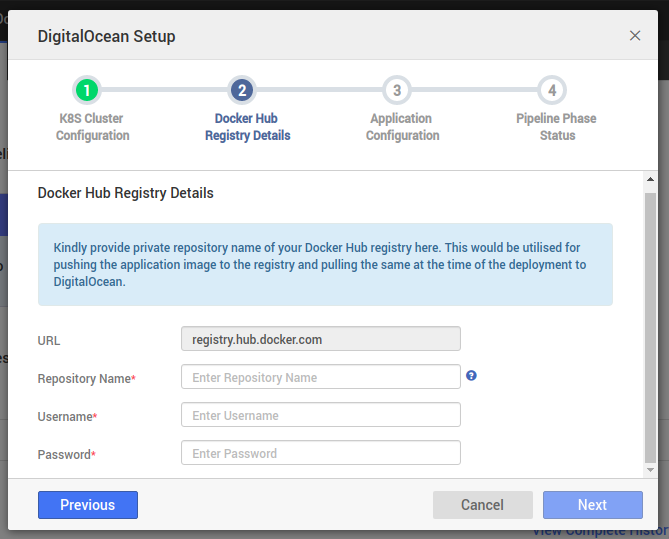 DigitalOcean Setup
1
2
3
4
K8S Cluster
Configuration
Docker Hub
Registry Details
Application
Configuration
Pipeline Phase
Status
Docker Hub Registry Details
Kindly provide private repository name of your Docker Hub registry here. This would be utilised for
pushing the application image to the registry and pulling the same at the time of the deployment to
DigitalOcean.
URL
registry.hub.docker.com
Repository Name*
Enter Repository Name
?
Username*
Enter Username
Password*
Enter Password
Previous
Cancel
Next
View Complete Histor